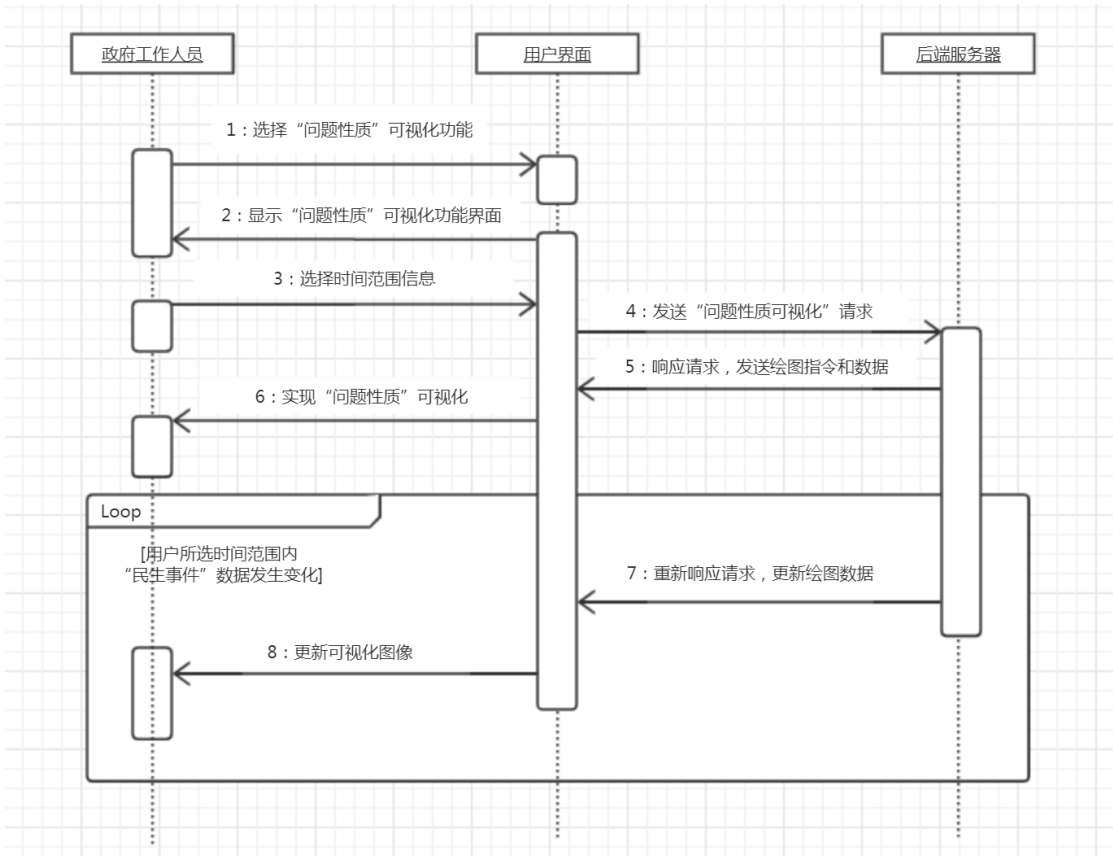 政府工作人员
用户界面
后端服务器
1：选择“问题性质”可视化功能
2：显示“问题性质”可视化功能界面
3：选择时间范围信息
4：发送“问题性质可视化”请求
5：响应请求，发送绘图指令和数据
6：实现“问题性质”可视化
Loop
[用户所选时间范围内
“民生事件”数据发生变化]
7：重新响应请求，更新绘图数据
8：更新可视化图像